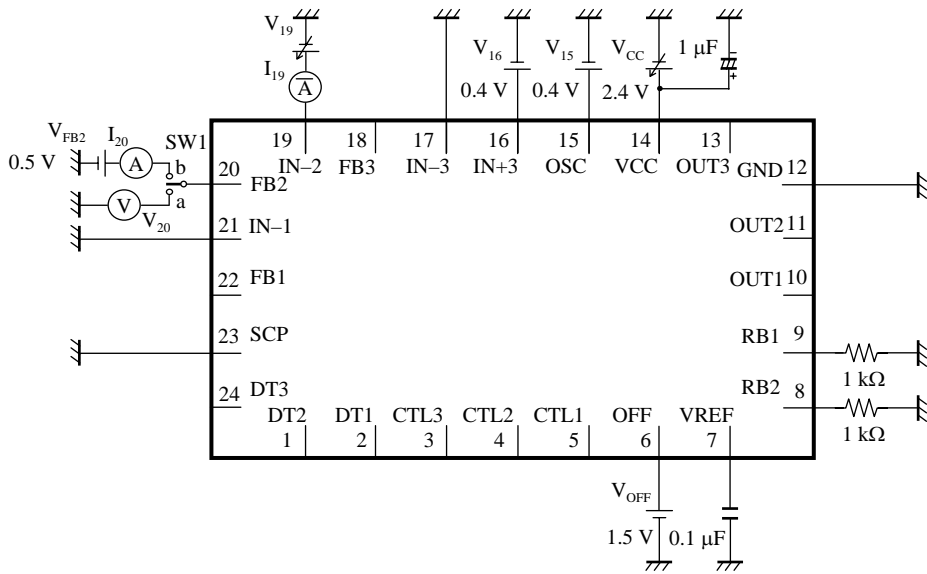 V19
I19
A
V16
0.4 V
V15
0.4 V
VCC
2.4 V
1 μF
–
+
VFB2
0.5 V
I20
A
SW1
b
a
V
V20
19 18 17 16 15 14 13
IN–2 FB3 IN–3 IN+3 OSC VCC OUT3
20 FB2
21 IN–1
22 FB1
23 SCP
24 DT3
GND 12
OUT2 11
OUT1 10
RB1 9
1 kΩ
RB2 8
1 kΩ
DT2 DT1 CTL3 CTL2 CTL1 OFF VREF
1 2 3 4 5 6 7
VOFF
1.5 V
0.1 μF